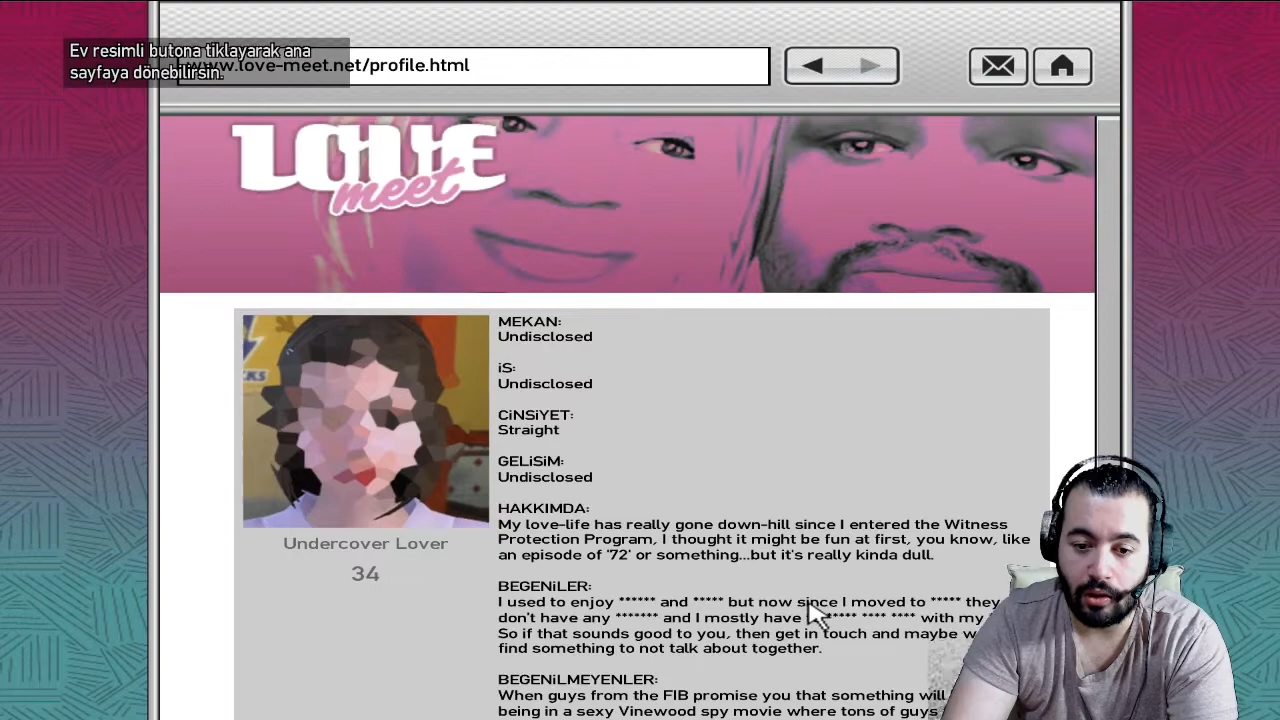 Ev resimli butona tiklayarak ana
sayfaya dönebilirsin.
www.love-meet.net/profile.html
LOVE
meet
CKS
MEKAN:
Undisclosed
iS:
Undisclosed
CiNSiYET:
Straight
GELiSiM:
Undisclosed
HAKKIMDA:
My love-life has really gone down-hill since I entered the Witness
Protection Program, I thought it might be fun at first, you know, like
an episode of '72' or something...but it's really kinda dull.
BEGENiLER:
I used to enjoy ****** and ***** but now since I moved to ***** they
don't have any ******* and I mostly have ***** **** **** with my
So if that sounds good to you, then get in touch and maybe
find something to not talk about together.
BEGENiLMEYENLER:
When guys from the FIB promise you that something will
being in a sexy Vinewood spy movie where tons of guys
Undercover Lover
34